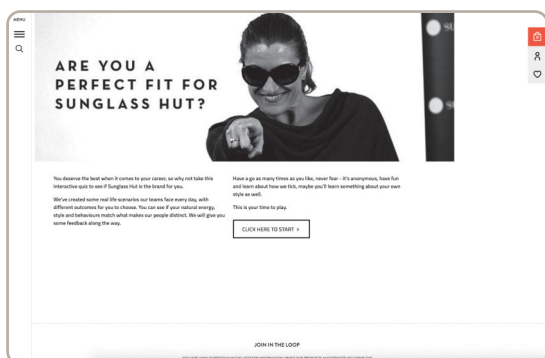 MENU
ARE YOU A
PERFECT FIT FOR
SUNGLASS HUT?
SU
SU
You deserve the best when it comes to your career, so why not take this
interactive quiz to see if Sunglass Hut is the brand for you.
We've created some real life scenarios our teams face every day, with
different outcomes for you to choose. You can see if your natural energy,
style and behaviours match what makes our people distinct. We will give you
some feedback along the way.
Have a go as many times as you like, never fear - it's anonymous, have fun
and learn about how we tick, maybe you'll learn something about your own
style as well.
This is your time to play.
CLICK HERE TO START >
JOIN IN THE LOOP